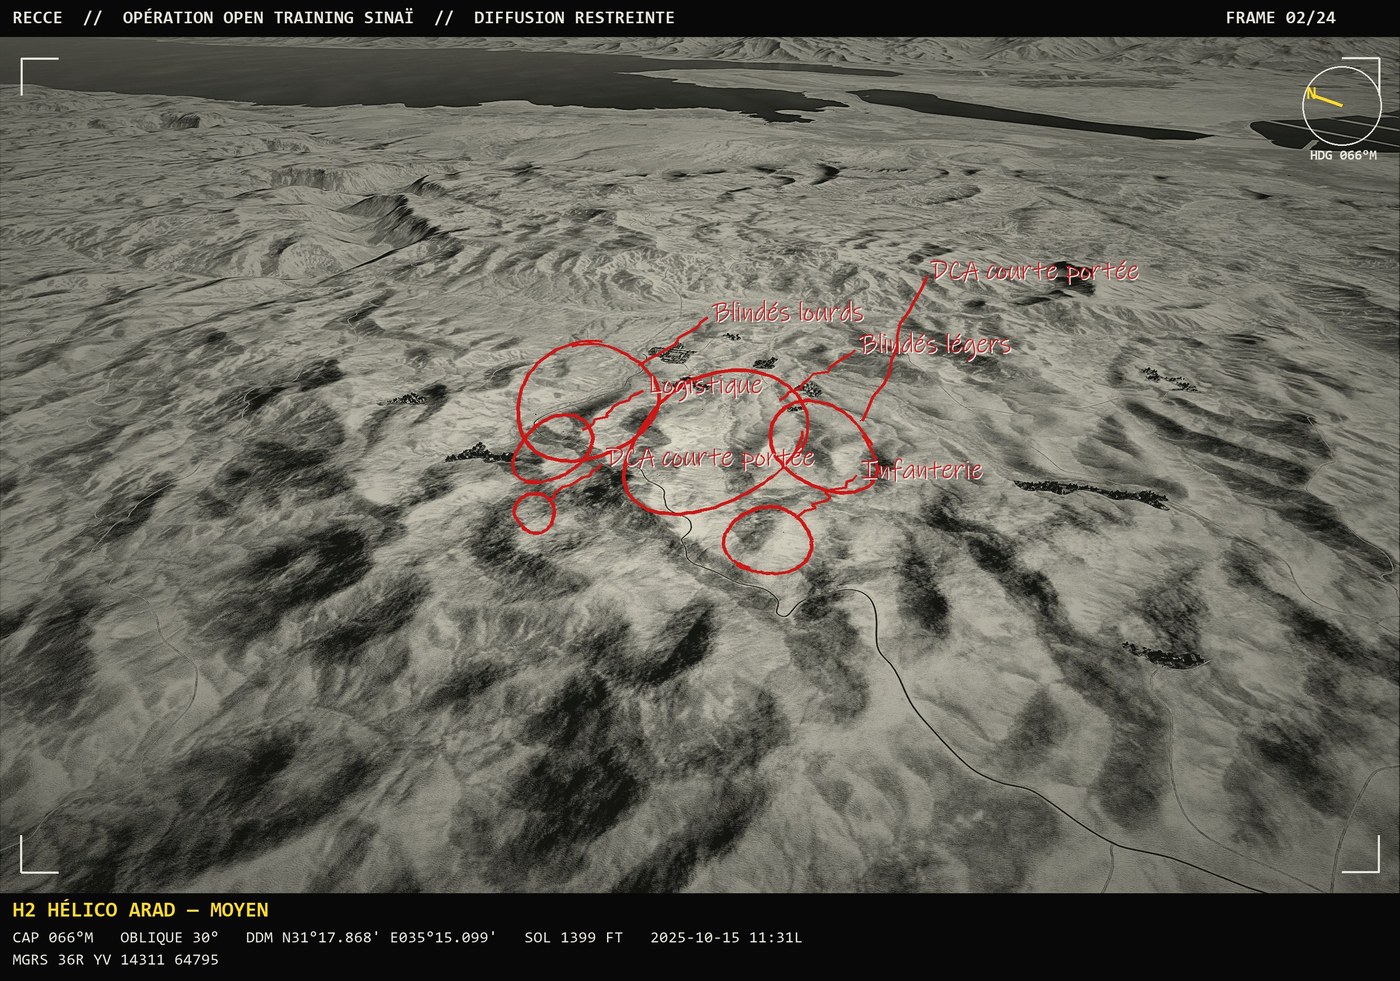 RECCE // OPÉRATION OPEN TRAINING SINAÏ // DIFFUSION RESTREINTE
FRAME 02/24
N
HDG 066°M
DCA courte portée
Blindés lourds
Blindés légers
Logistique
DCA courte portée
Infanterie
H2 HÉLICO ARAD — MOYEN
CAP 066°M OBLIQUE 30° DDM N31°17.868' E035°15.099' SOL 1399 FT 2025-10-15 11:31L
MGRS 36R YV 14311 64795